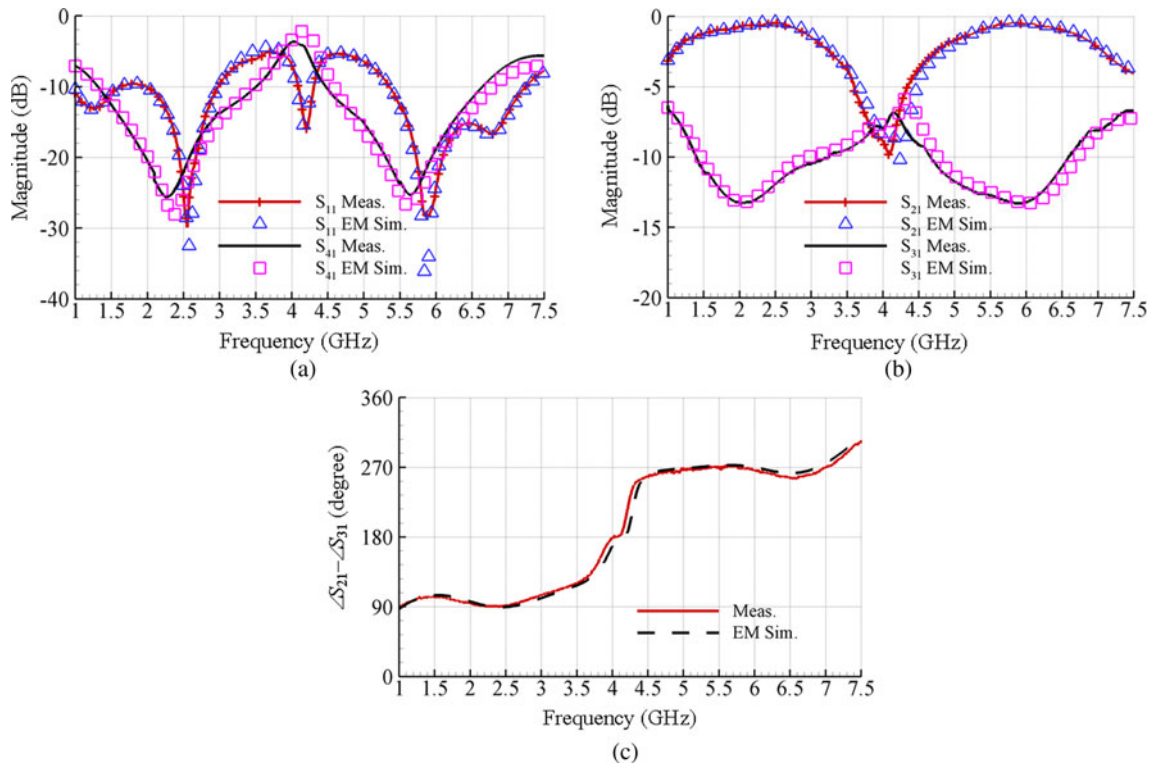 0
-10
-20
-30
-40
Magnitude (dB)
S11 Meas.
S11 EM Sim.
S41 Meas.
S41 EM Sim.
1 1.5 2 2.5 3 3.5 4 4.5 5 5.5 6 6.5 7 7.5
Frequency (GHz)
(a)
0
-5
-10
-15
-20
Magnitude (dB)
S21 Meas.
S21 EM Sim.
S31 Meas.
S31 EM Sim.
1 1.5 2 2.5 3 3.5 4 4.5 5 5.5 6 6.5 7 7.5
Frequency (GHz)
(b)
360
270
180
90
0
∠S21−∠S31 (degree)
Meas.
EM Sim.
1 1.5 2 2.5 3 3.5 4 4.5 5 5.5 6 6.5 7 7.5
Frequency (GHz)
(c)